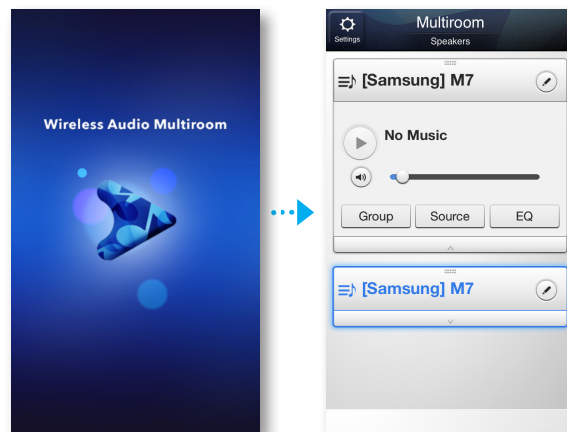 Wireless Audio Multiroom
Settings
Multiroom
Speakers
[Samsung] M7
No Music
Group
Source
EQ
[Samsung] M7